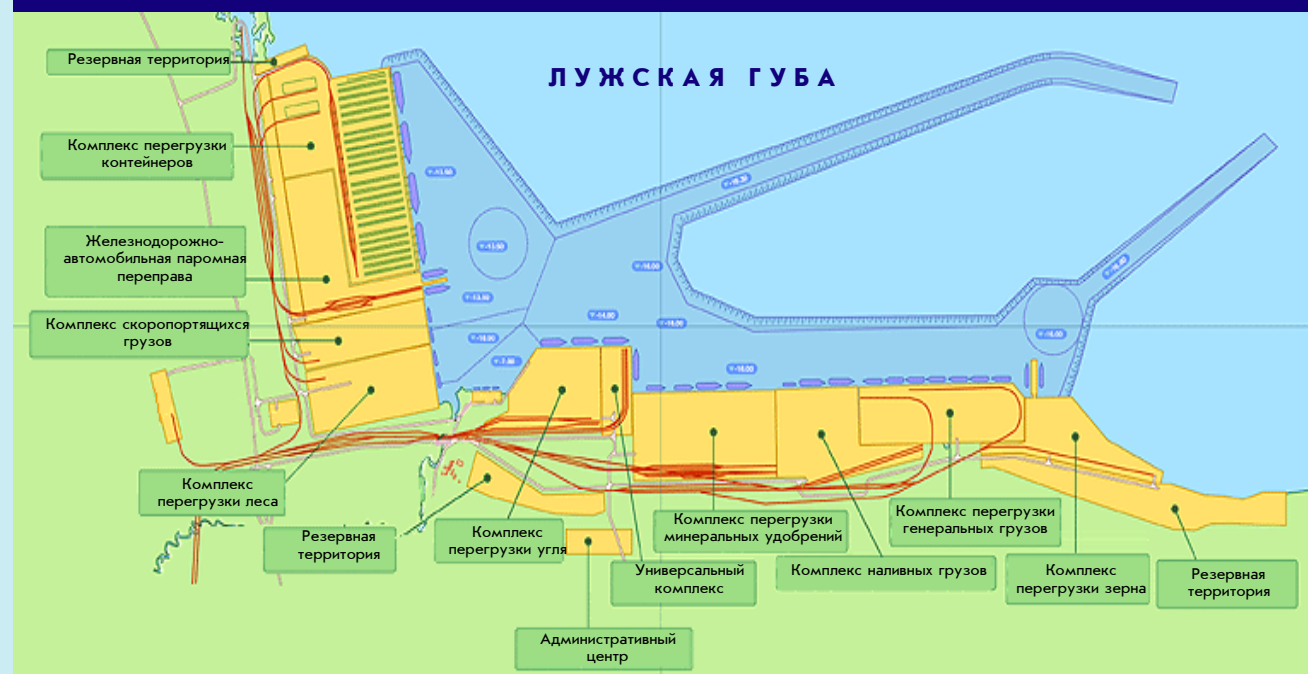 ЛУЖСКАЯ ГУБА
Резервная территория
Комплекс перегрузки
контейнеров
Железнодорожно-
автомобильная паромная
переправа
Комплекс скоропортящихся
грузов
Комплекс
перегрузки леса
Резервная
территория
Комплекс
перегрузки угля
Универсальный
комплекс
Административный
центр
Комплекс перегрузки
минеральных удобрений
Комплекс наливных грузов
Комплекс перегрузки
генеральных грузов
Комплекс
перегрузки зерна
Резервная
территория